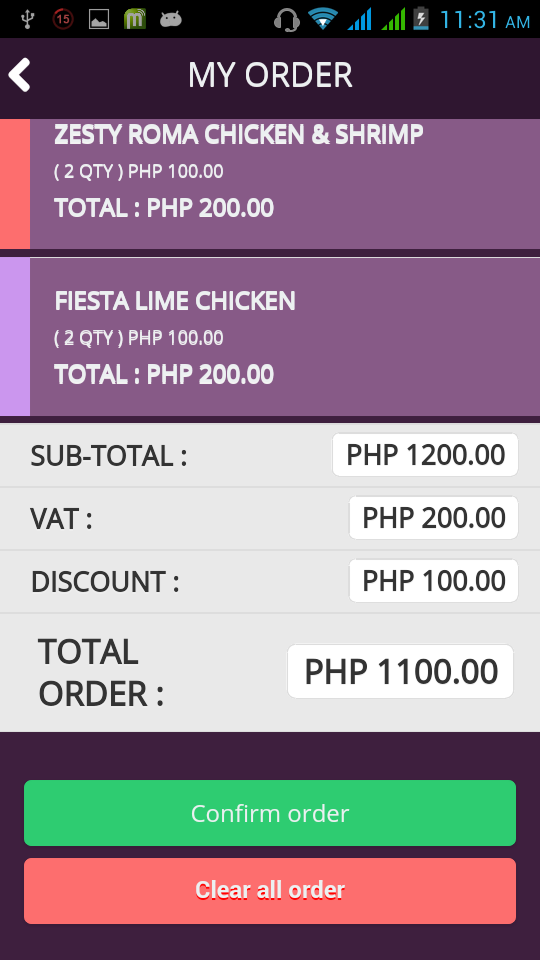 15
11:31 AM
MY ORDER
ZESTY ROMA CHICKEN & SHRIMP
( 2 QTY ) PHP 100.00
TOTAL : PHP 200.00
FIESTA LIME CHICKEN
( 2 QTY ) PHP 100.00
TOTAL : PHP 200.00
SUB-TOTAL : PHP 1200.00
VAT : PHP 200.00
DISCOUNT : PHP 100.00
TOTAL
ORDER : PHP 1100.00
Confirm order
Clear all order